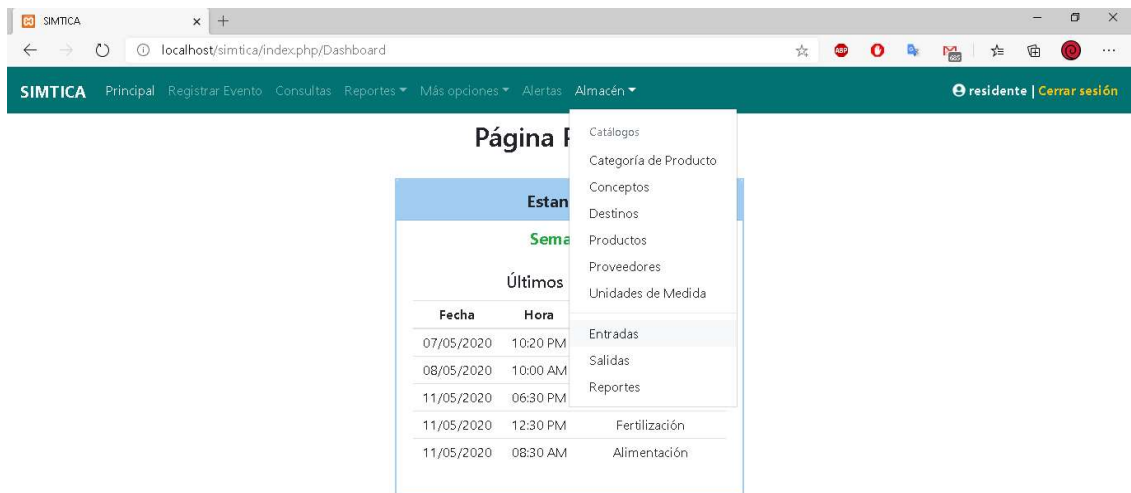 SIMTICA
localhost/simtica/index.php/Dashboard
ABP
SIMTICA Principal Registrar Evento Consultas Reportes Más opciones Alertas Almacén residente | Cerrar sesión
Página
Catálogos
Categoría de Producto
Conceptos
Destinos
Productos
Proveedores
Unidades de Medida
Entradas
Salidas
Reportes
Estan
Sema
Últimos
Fecha Hora
07/05/2020 10:20 PM
08/05/2020 10:00 AM
11/05/2020 06:30 PM
11/05/2020 12:30 PM Fertilización
11/05/2020 08:30 AM Alimentación